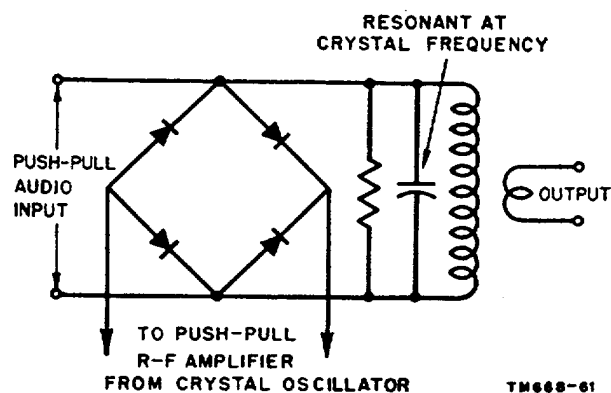 RESONANT AT
CRYSTAL FREQUENCY
PUSH-PULL
AUDIO
INPUT
OUTPUT
TO PUSH-PULL
R-F AMPLIFIER
FROM CRYSTAL OSCILLATOR
TM668-61